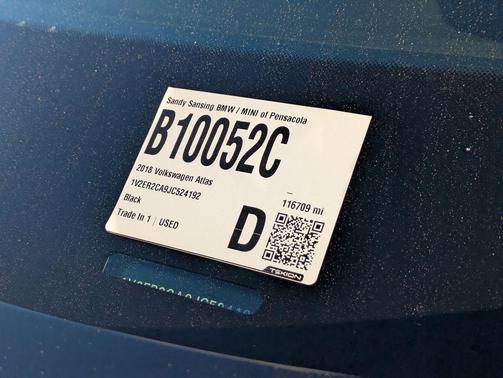 Sandy Sansing BMW / MINI of Pensacola
B10052C
2018 Volkswagen Atlas
1V2ER2CA9JC524192
Black
116709 mi
Trade In 1 | USED
D
TEKION